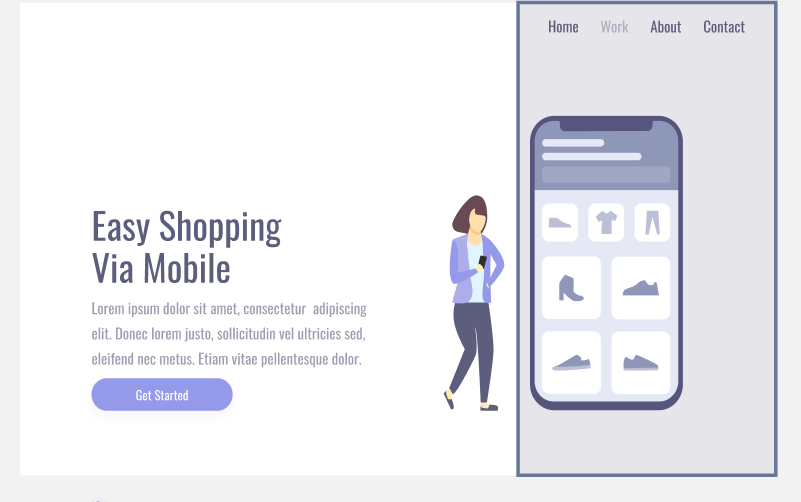 Home Work About Contact
Easy Shopping
Via Mobile
Lorem ipsum dolor sit amet, consectetur adipiscing
elit. Donec lorem justo, sollicitudin vel ultricies sed,
eleifend nec metus. Etiam vitae pellentesque dolor.
Get Started